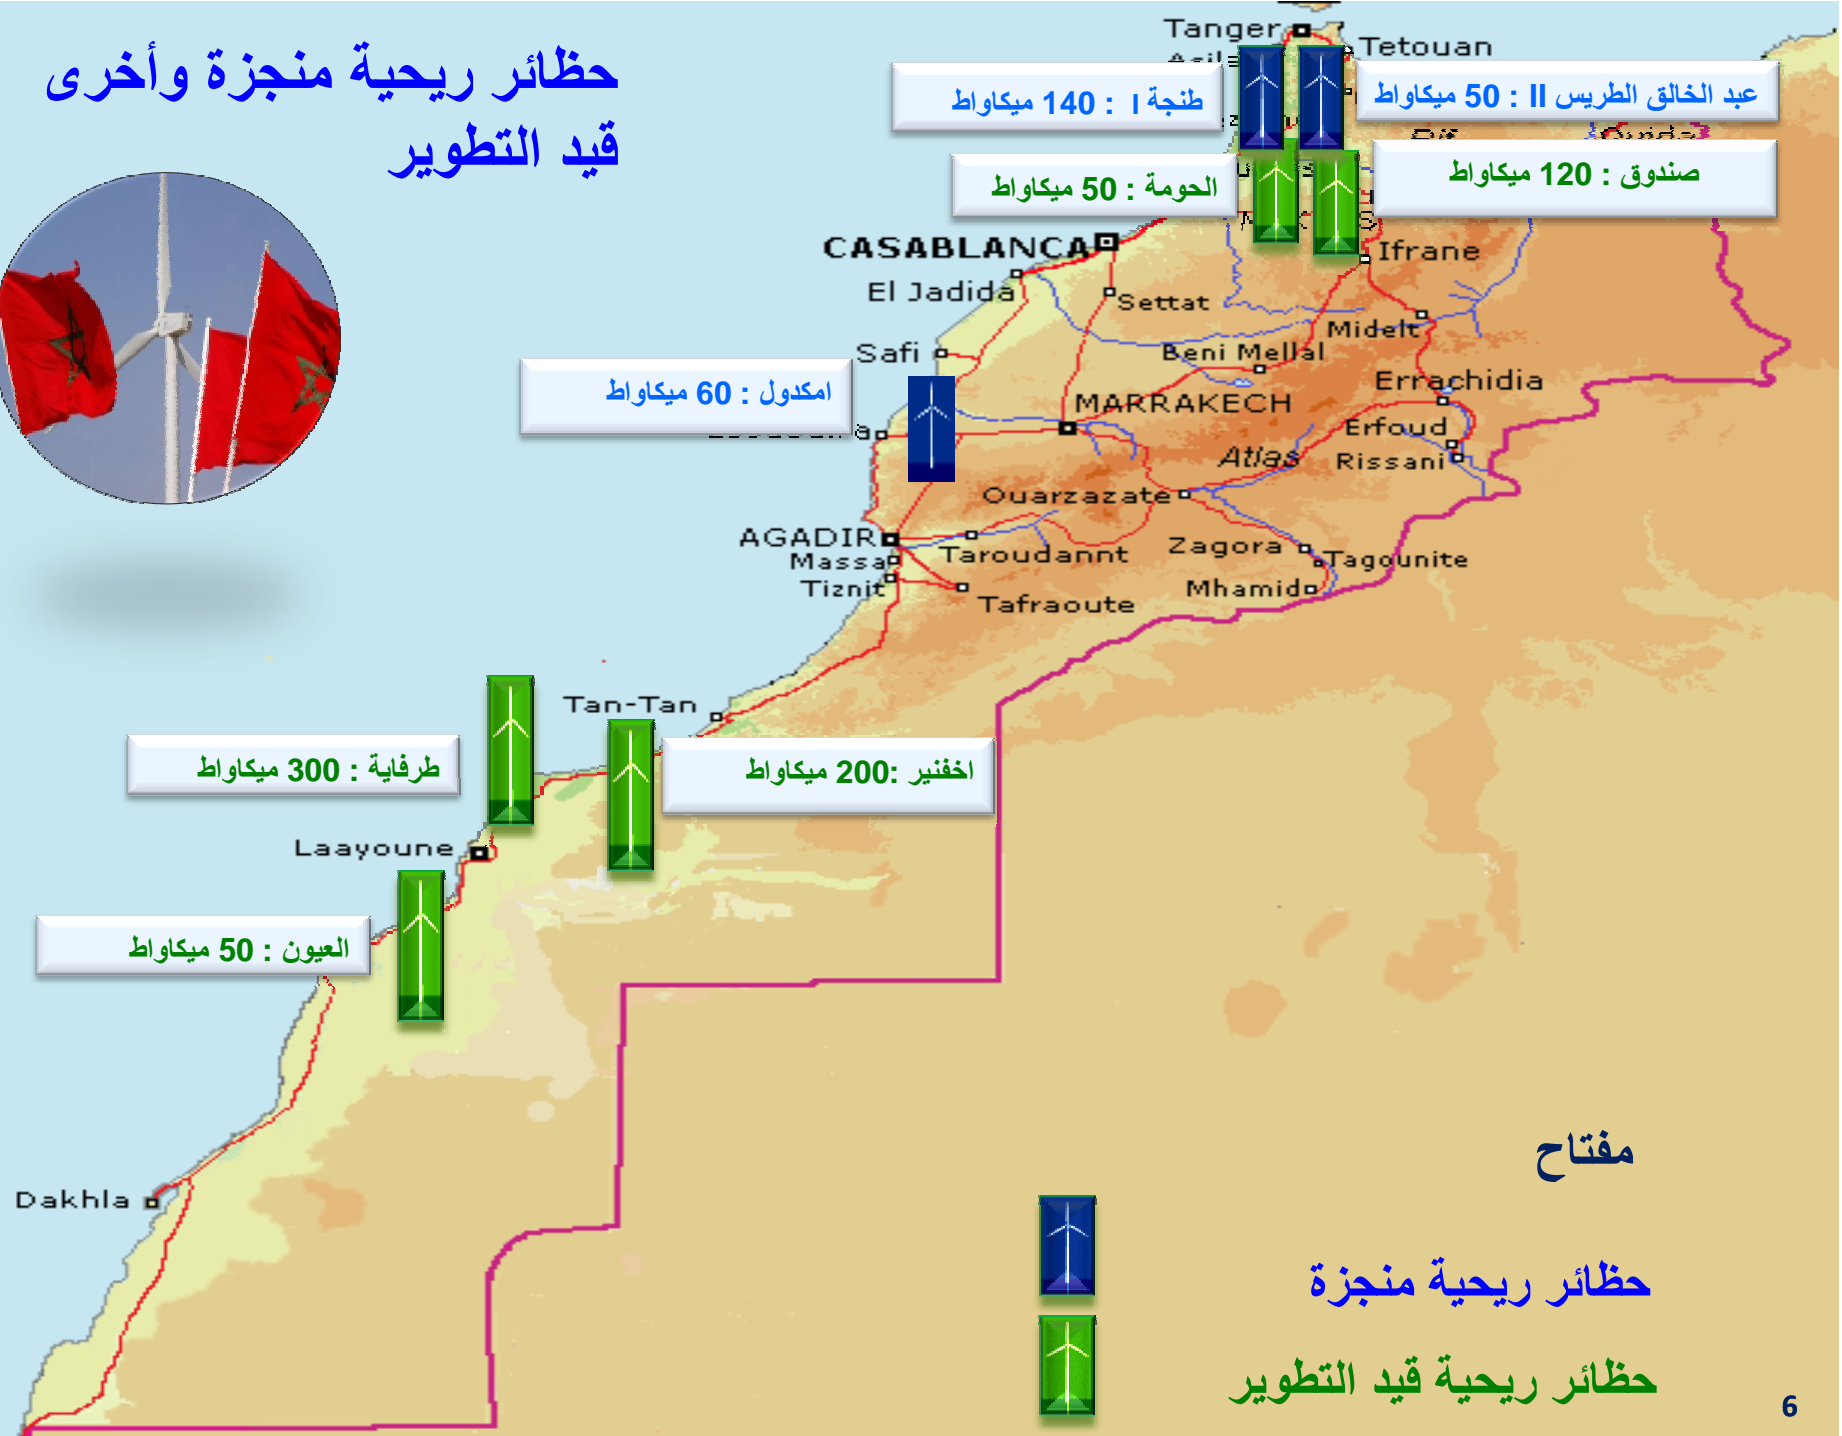 حظائر ريحية منجزة وأخرى
قيد التطوير
Tanger
Tetouan
طنجة I : 140 ميكاواط
عبد الخالق الطريس II : 50 ميكاواط
الحومة : 50 ميكاواط
صندوق : 120 ميكاواط
CASABLANCA
Ifrane
El Jadida
Settat
Midelt
Safi
Beni Mellal
Errachidia
امكدول : 60 ميكاواط
MARRAKECH
Erfoud
Atlas
Rissani
Ouarzazate
AGADIR
Taroudannt
Zagora
Tagounite
Massa
Tiznit
Mhamid
Tafraoute
Tan-Tan
طرفاية : 300 ميكاواط
اخفنير :200 ميكاواط
Laayoune
العيون : 50 ميكاواط
Dakhla
مفتاح
حظائر ريحية منجزة
حظائر ريحية قيد التطوير
6